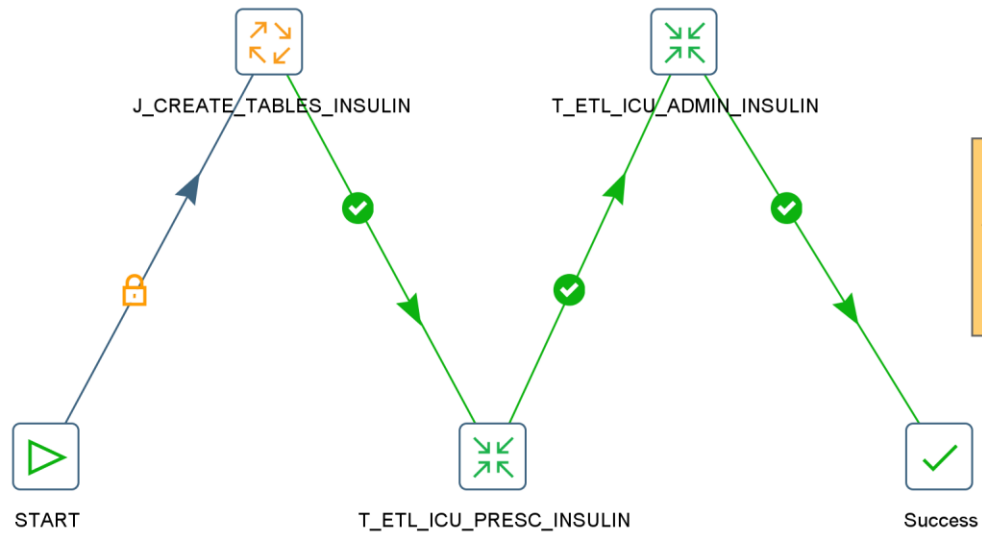 J_CREATE_TABLES_INSULIN
T_ETL_ICU_ADMIN_INSULIN
START
T_ETL_ICU_PRESC_INSULIN
Success